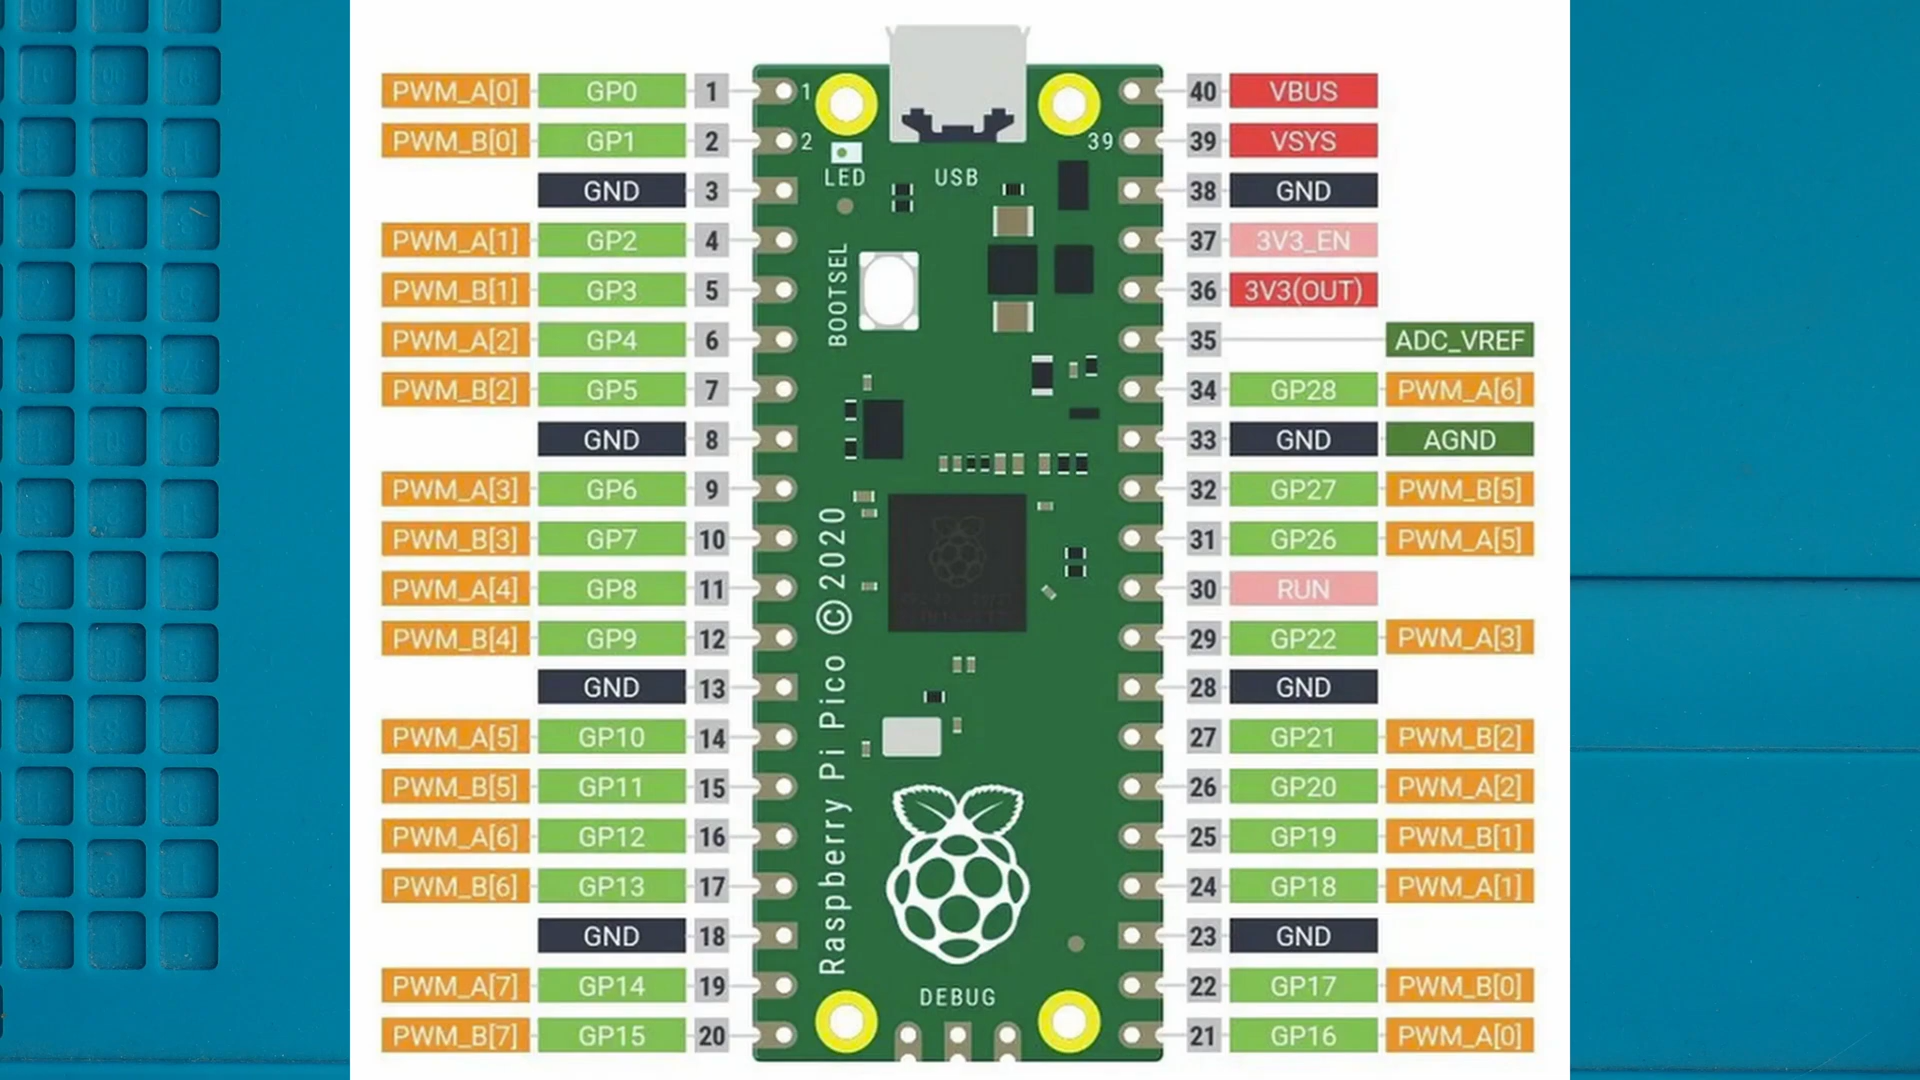 PWM_A[0] GP0 1 1 40 VBUS
PWM_B[0] GP1 2 2 39 39 VSYS
GND 3 LED USB 38 GND
PWM_A[1] GP2 4 37 3V3_EN
PWM_B[1] GP3 5 36 3V3(OUT)
BOOTSEL
PWM_A[2] GP4 6 35 ADC_VREF
PWM_B[2] GP5 7 34 GP28 PWM_A[6]
GND 8 33 GND AGND
PWM_A[3] GP6 9 32 GP27 PWM_B[5]
PWM_B[3] GP7 10 31 GP26 PWM_A[5]
PWM_A[4] GP8 11 30 RUN
PWM_B[4] GP9 12 29 GP22 PWM_A[3]
GND 13 28 GND
Raspberry Pi Pico © 2020
PWM_A[5] GP10 14 27 GP21 PWM_B[2]
PWM_B[5] GP11 15 26 GP20 PWM_A[2]
PWM_A[6] GP12 16 25 GP19 PWM_B[1]
PWM_B[6] GP13 17 24 GP18 PWM_A[1]
GND 18 23 GND
PWM_A[7] GP14 19 DEBUG 22 GP17 PWM_B[0]
PWM_B[7] GP15 20 21 GP16 PWM_A[0]